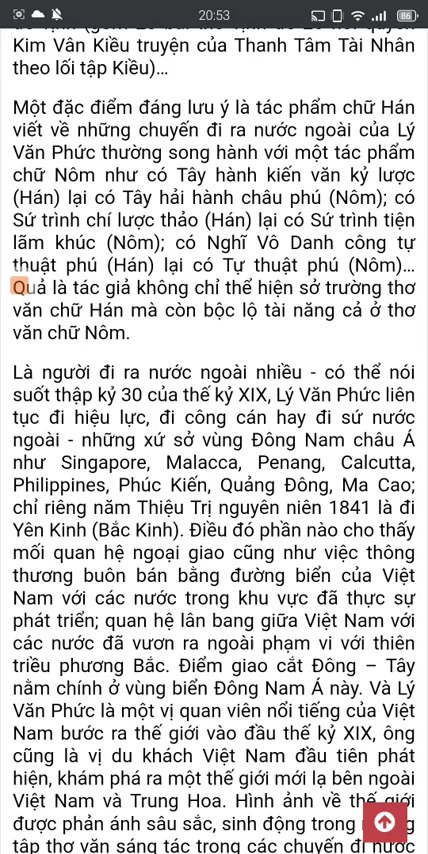 20:53
86
Kim Vân Kiều truyện của Thanh Tâm Tài Nhân
theo lối tập Kiều)...
Một đặc điểm đáng lưu ý là tác phẩm chữ Hán
viết về những chuyến đi ra nước ngoài của Lý
Văn Phức thường song hành với một tác phẩm
chữ Nôm như có Tây hành kiến văn kỷ lược
(Hán) lại có Tây hải hành châu phú (Nôm); có
Sứ trình chí lược thảo (Hán) lại có Sứ trình tiện
lãm khúc (Nôm); có Nghĩ Vô Danh công tự
thuật phú (Hán) lại có Tự thuật phú (Nôm)...
Quả là tác giả không chỉ thể hiện sở trường thơ
văn chữ Hán mà còn bộc lộ tài năng cả ở thơ
văn chữ Nôm.
Là người đi ra nước ngoài nhiều - có thể nói
suốt thập kỷ 30 của thế kỷ XIX, Lý Văn Phức liên
tục đi hiệu lực, đi công cán hay đi sứ nước
ngoài - những xứ sở vùng Đông Nam châu Á
như Singapore, Malacca, Penang, Calcutta,
Philippines, Phúc Kiến, Quảng Đông, Ma Cao;
chỉ riêng năm Thiệu Trị nguyên niên 1841 là đi
Yên Kinh (Bắc Kinh). Điều đó phần nào cho thấy
mối quan hệ ngoại giao cũng như việc thông
thương buôn bán bằng đường biển của Việt
Nam với các nước trong khu vực đã thực sự
phát triển; quan hệ lân bang giữa Việt Nam với
các nước đã vươn ra ngoài phạm vi với thiên
triều phương Bắc. Điểm giao cắt Đông – Tây
nằm chính ở vùng biển Đông Nam Á này. Và Lý
Văn Phức là một vị quan viên nổi tiếng của Việt
Nam bước ra thế giới vào đầu thế kỷ XIX, ông
cũng là vị du khách Việt Nam đầu tiên phát
hiện, khám phá ra một thế giới mới lạ bên ngoài
Việt Nam và Trung Hoa. Hình ảnh về thế giới
được phản ánh sâu sắc, sinh động trong
tập thơ văn sáng tác trong các chuyến đi nước